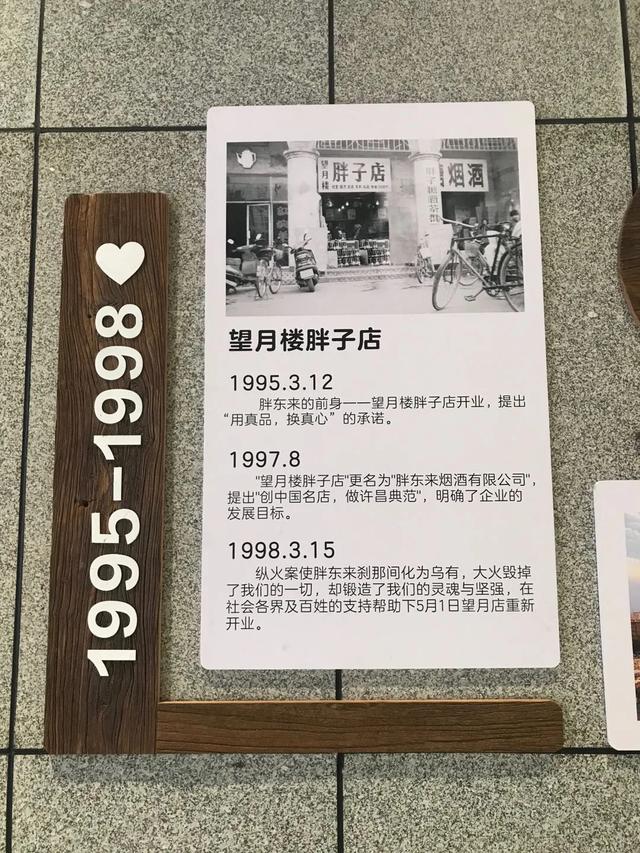 1995-1998
望月楼
胖子店
烟酒
望月楼胖子店
1995.3.12
胖东来的前身——望月楼胖子店开业，提出
“用真品，换真心”的承诺。
1997.8
"望月楼胖子店"更名为"胖东来烟酒有限公司"，
提出"创中国名店，做许昌典范"，明确了企业的
发展目标。
1998.3.15
纵火案使胖东来刹那间化为乌有，大火毁掉
了我们的一切，却锻造了我们的灵魂与坚强，在
社会各界及百姓的支持帮助下5月1日望月店重新
开业。